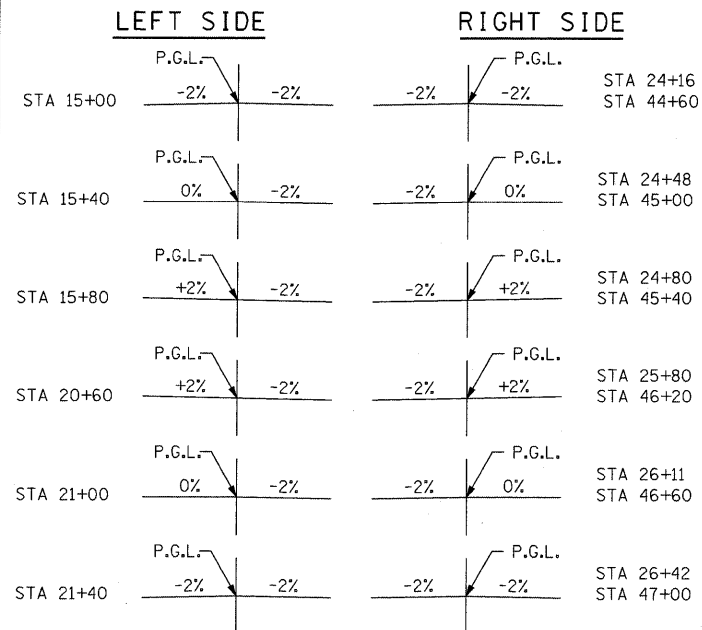 LEFT SIDE
RIGHT SIDE
P.G.L.
P.G.L.
STA 15+00
-2%
-2%
-2%
-2%
STA 24+16
STA 44+60
P.G.L.
P.G.L.
STA 15+40
0%
-2%
-2%
0%
STA 24+48
STA 45+00
P.G.L.
P.G.L.
STA 15+80
+2%
-2%
-2%
+2%
STA 24+80
STA 45+40
P.G.L.
P.G.L.
STA 20+60
+2%
-2%
-2%
+2%
STA 25+80
STA 46+20
P.G.L.
P.G.L.
STA 21+00
0%
-2%
-2%
0%
STA 26+11
STA 46+60
P.G.L.
P.G.L.
STA 21+40
-2%
-2%
-2%
-2%
STA 26+42
STA 47+00